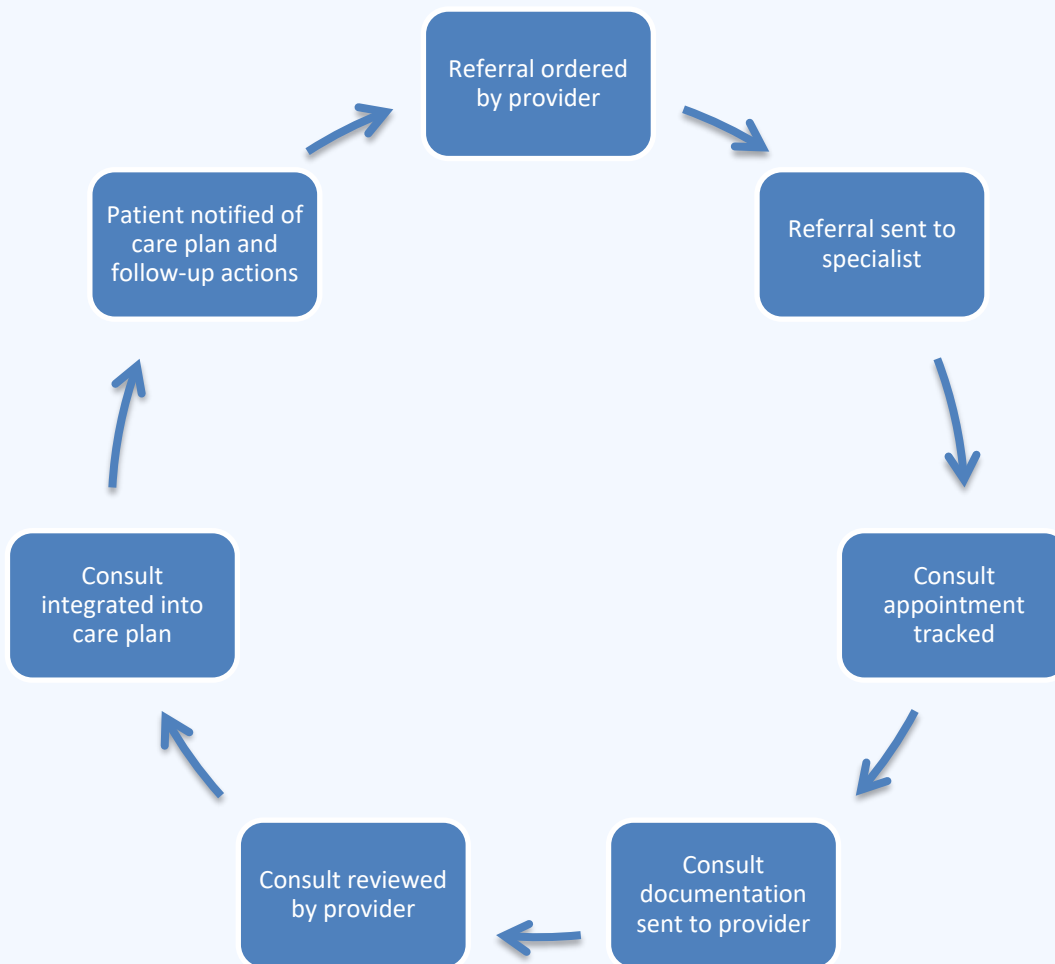 Referral ordered
by provider
Referral sent to
specialist
Consult
appointment
tracked
Consult
documentation
sent to provider
Consult reviewed
by provider
Consult
integrated into
care plan
Patient notified of
care plan and
follow-up actions